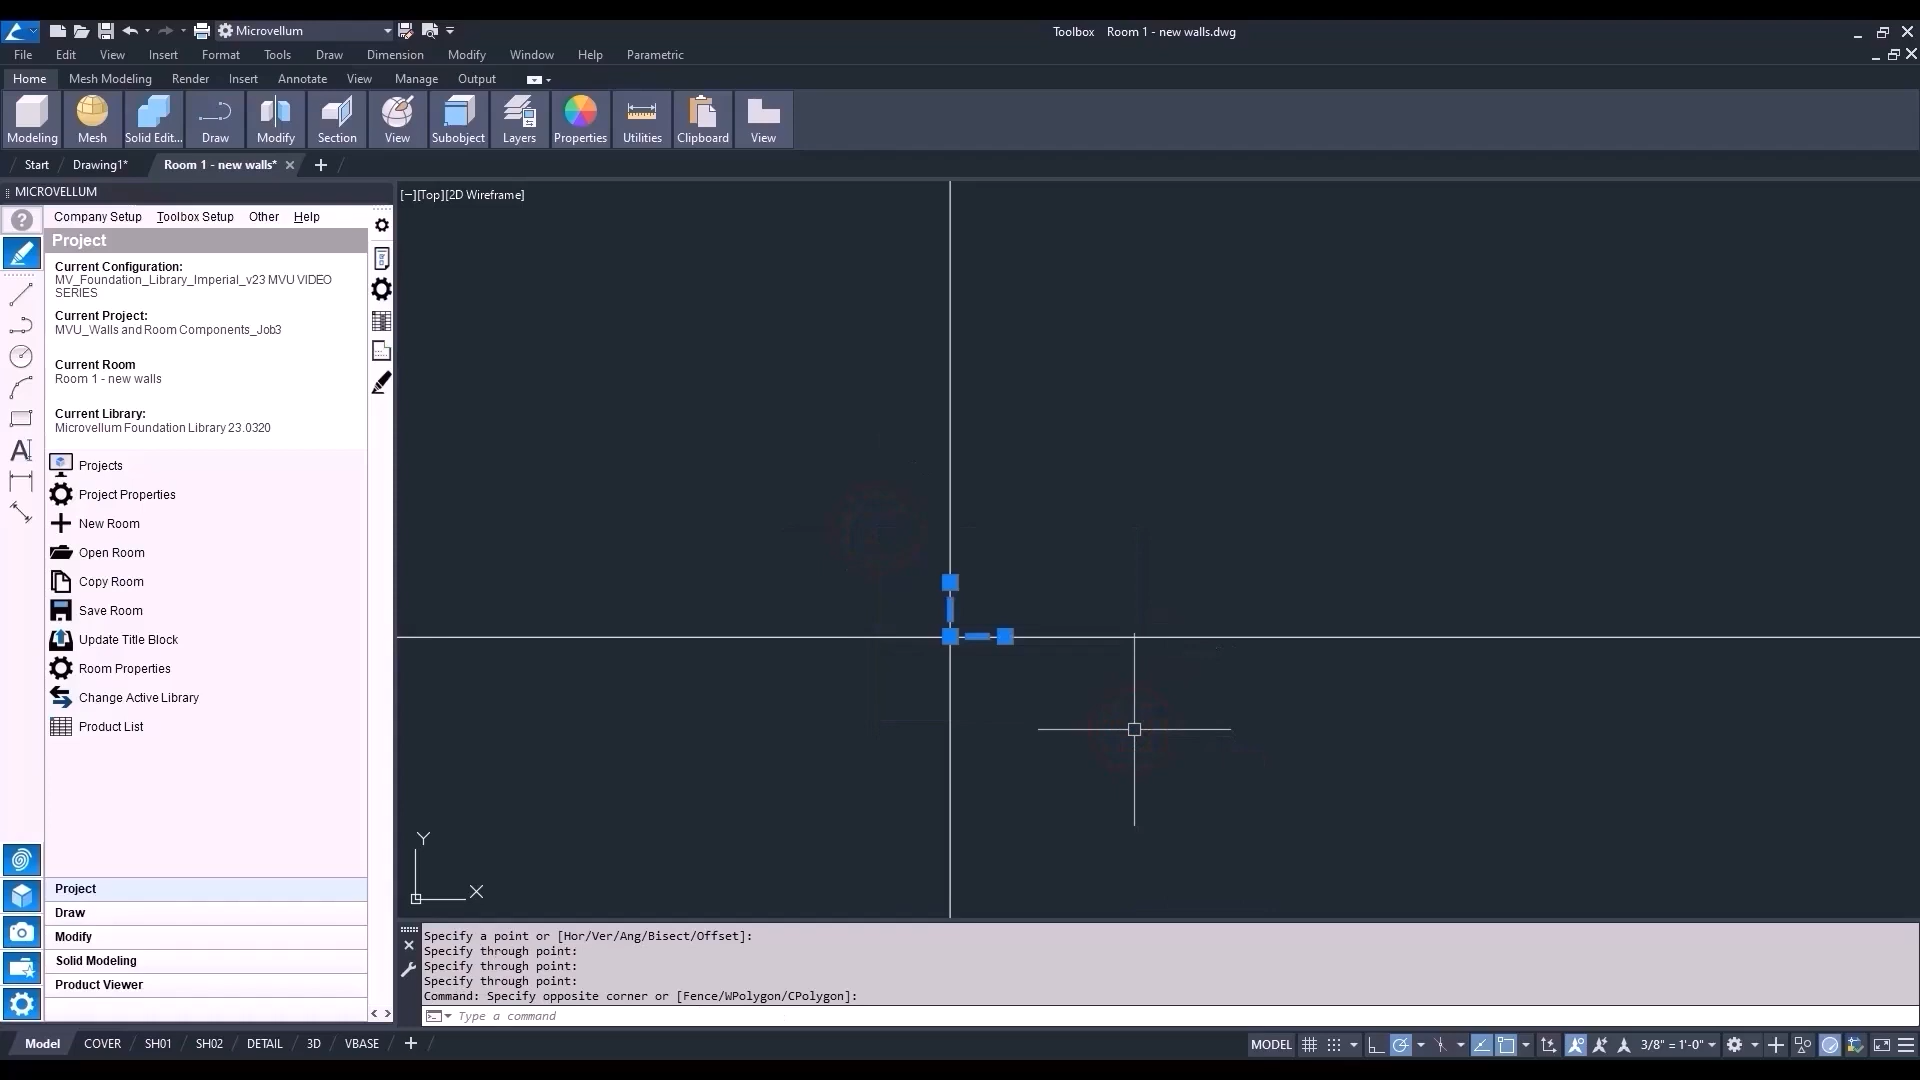 Microvellum
Toolbox Room 1 - new walls.dwg
File Edit View Insert Format Tools Draw Dimension Modify Window Help Parametric
Home Mesh Modeling Render Insert Annotate View Manage Output
Modeling Mesh Solid Edit... Draw Modify Section View Subobject Layers Properties Utilities Clipboard View
Start Drawing1* Room 1 - new walls*
MICROVELLUM
[−][Top][2D Wireframe]
Company Setup Toolbox Setup Other Help
Project
Current Configuration:
MV_Foundation_Library_Imperial_v23 MVU VIDEO
SERIES
Current Project:
MVU_Walls and Room Components_Job3
Current Room
Room 1 - new walls
Current Library:
Microvellum Foundation Library 23.0320
Projects
Project Properties
New Room
Open Room
Copy Room
Save Room
Update Title Block
Room Properties
Change Active Library
Product List
Y
X
Project
Draw
Modify
Solid Modeling
Product Viewer
Specify a point or [Hor/Ver/Ang/Bisect/Offset]:
Specify through point:
Specify through point:
Specify through point:
Command: Specify opposite corner or [Fence/WPolygon/CPolygon]:
Type a command
Model COVER SH01 SH02 DETAIL 3D VBASE
MODEL 3/8" = 1'-0"